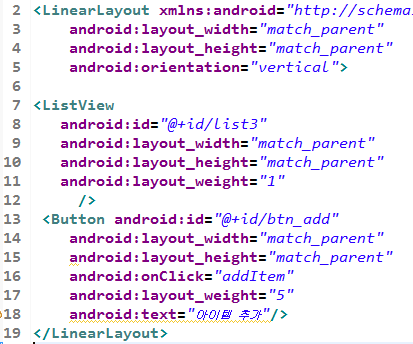 2 <LinearLayout xmlns:android="http://schema
3 android:layout_width="match_parent"
4 android:layout_height="match_parent"
5 android:orientation="vertical">
6
7 <ListView
8 android:id="@+id/list3"
9 android:layout_width="match_parent"
10 android:layout_height="match_parent"
11 android:layout_weight="1"
12 />
13 <Button android:id="@+id/btn_add"
14 android:layout_width="match_parent"
15 android:layout_height="match_parent"
16 android:onClick="addItem"
17 android:layout_weight="5"
18 android:text="아이템 추가"/>
19 </LinearLayout>